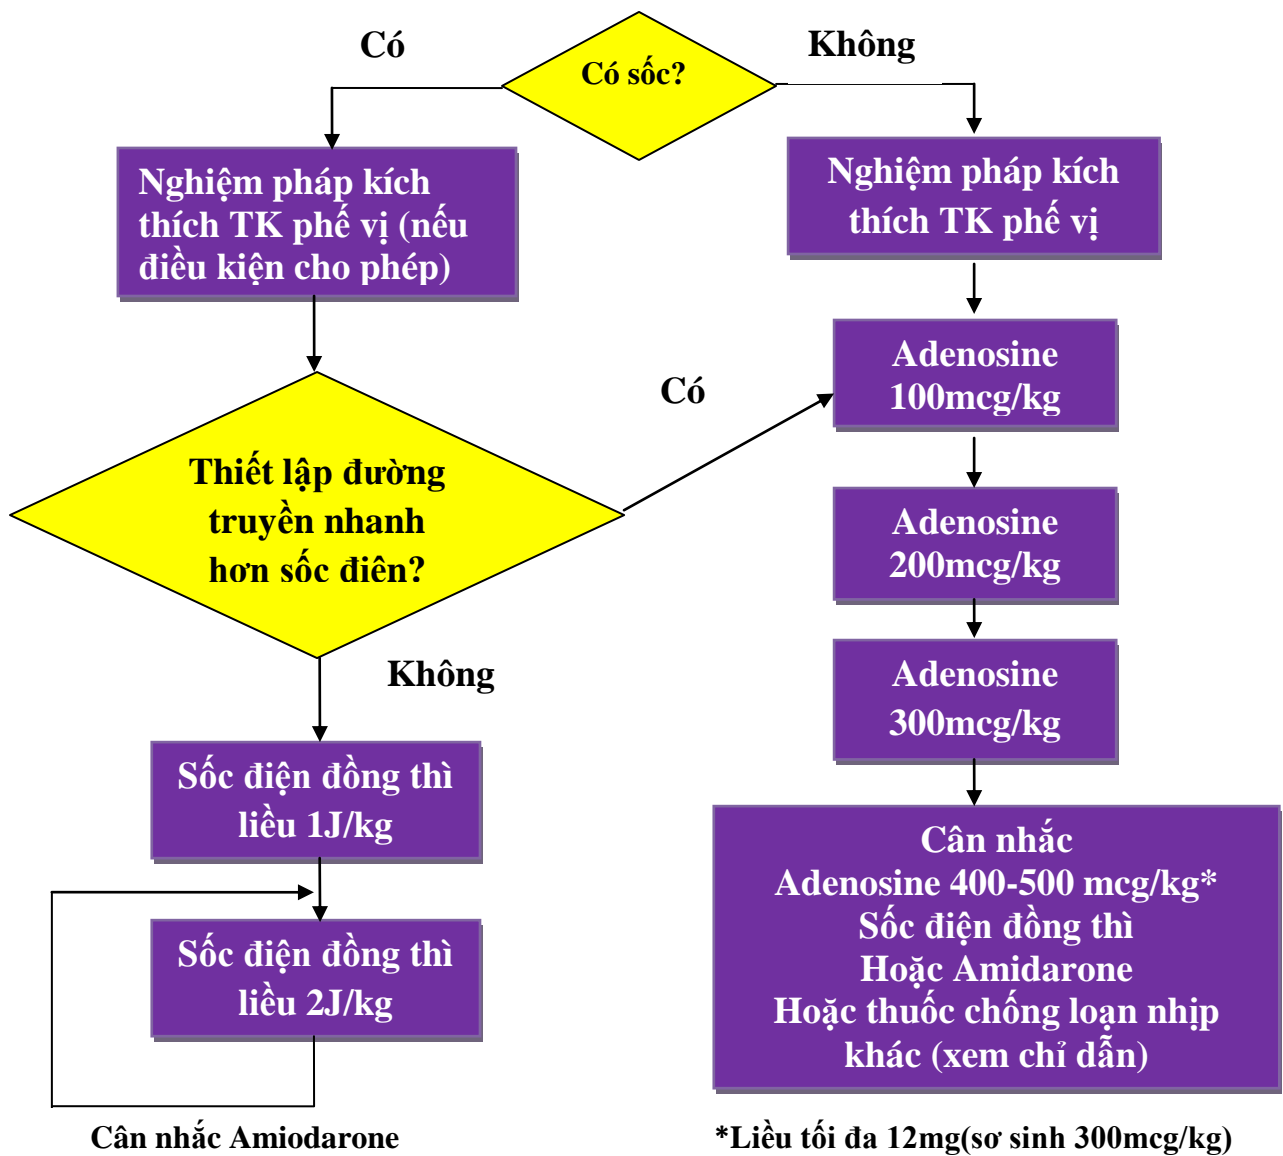 Có
Không
Có sốc?
Nghiệm pháp kích
thích TK phế vị (nếu
điều kiện cho phép)
Nghiệm pháp kích
thích TK phế vị
Adenosine
100mcg/kg
Có
Thiết lập đường
truyền nhanh
hơn sốc điên?
Adenosine
200mcg/kg
Không
Adenosine
300mcg/kg
Sốc điện đồng thì
liều 1J/kg
Sốc điện đồng thì
liều 2J/kg
Cân nhắc
Adenosine 400-500 mcg/kg*
Sốc điện đồng thì
Hoặc Amidarone
Hoặc thuốc chống loạn nhịp
khác (xem chỉ dẫn)
Cân nhắc Amiodarone
*Liều tối đa 12mg(sơ sinh 300mcg/kg)